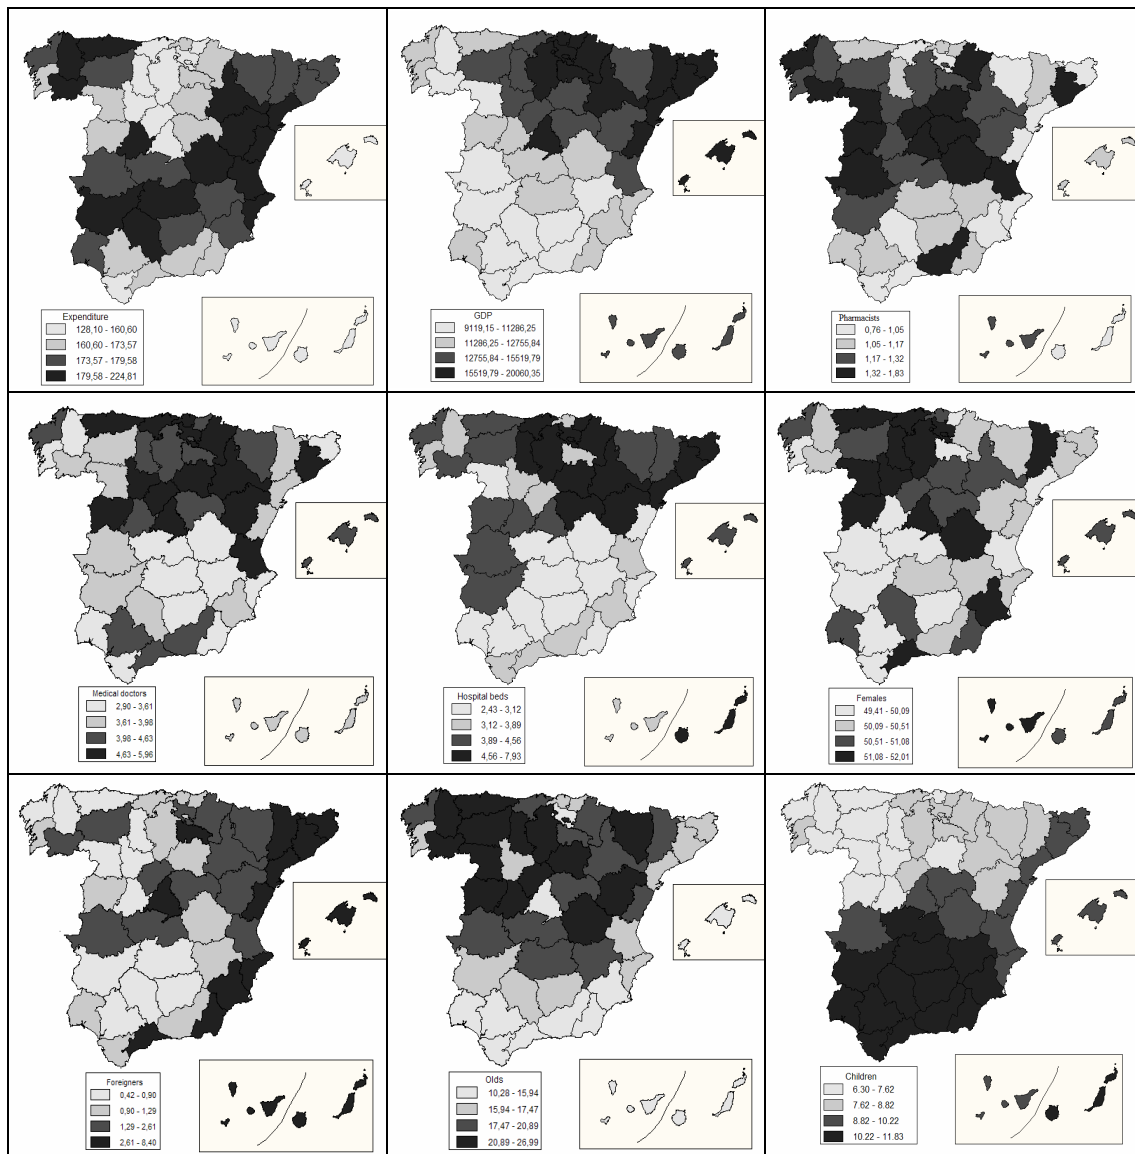 Expenditure
128,10 - 160,60
160,60 - 173,57
173,57 - 179,58
179,58 - 224,81
GDP
9119,15 - 11286,25
11286,25 - 12755,84
12755,84 - 15519,79
15519,79 - 20060,35
Pharmacists
0,76 - 1,05
1,05 - 1,17
1,17 - 1,32
1,32 - 1,83
Medical doctors
2,90 - 3,61
3,61 - 3,98
3,98 - 4,63
4,63 - 5,96
Hospital beds
2,43 - 3,12
3,12 - 3,89
3,89 - 4,56
4,56 - 7,93
Females
49,41 - 50,09
50,09 - 50,51
50,51 - 51,08
51,08 - 52,01
Foreigners
0,42 - 0,90
0,90 - 1,29
1,29 - 2,61
2,61 - 8,40
Olds
10,28 - 15,94
15,94 - 17,47
17,47 - 20,89
20,89 - 26,99
Children
6.30 - 7.62
7.62 - 8.82
8.82 - 10.22
10.22 - 11.83